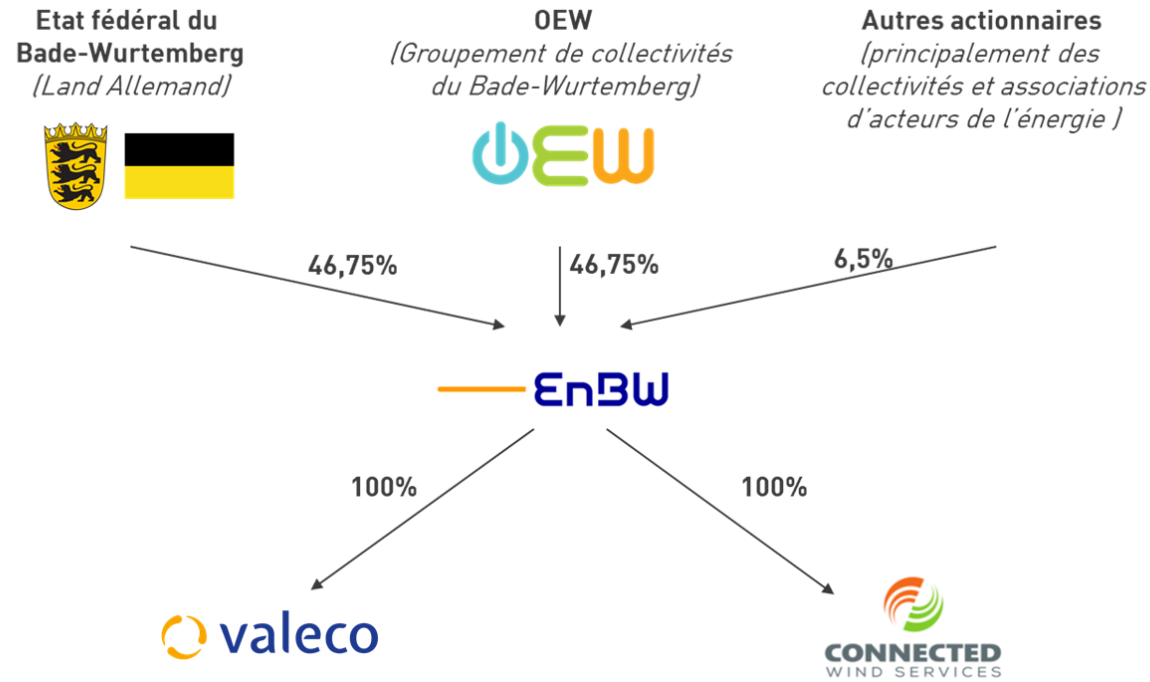 Etat fédéral du
Bade-Wurtemberg
(Land Allemand)
OEW
(Groupement de collectivités
du Bade-Wurtemberg)
Autres actionnaires
(principalement des
collectivités et associations
d'acteurs de l'énergie )
OEW
46,75%
46,75%
6,5%
EnBW
100%
100%
valeco
CONNECTED
WIND SERVICES